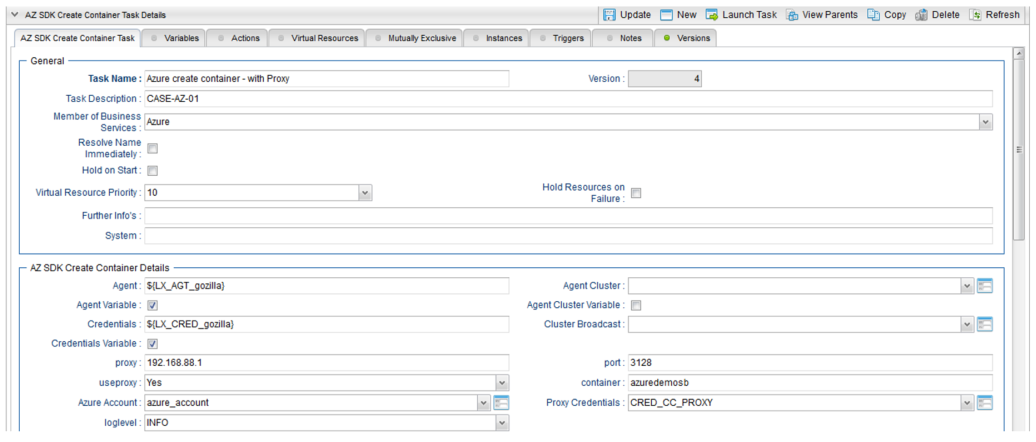 AZ SDK Create Container Task Details Update New Launch Task View Parents Copy Delete Refresh
AZ SDK Create Container Task Variables Actions Virtual Resources Mutually Exclusive Instances Triggers Notes Versions
General
Task Name : Azure create container - with Proxy Version : 4
Task Description : CASE-AZ-01
Member of Business
Services : Azure
Resolve Name
Immediately :
Hold on Start :
Virtual Resource Priority : 10 Hold Resources on
Failure :
Further Info's :
System :
AZ SDK Create Container Details
Agent : ${LX_AGT_gozilla} Agent Cluster :
Agent Variable : Agent Cluster Variable :
Credentials : ${LX_CRED_gozilla} Cluster Broadcast :
Credentials Variable :
proxy : 192.168.88.1 port : 3128
useproxy : Yes container : azuredemosb
Azure Account : azure_account Proxy Credentials : CRED_CC_PROXY
loglevel : INFO